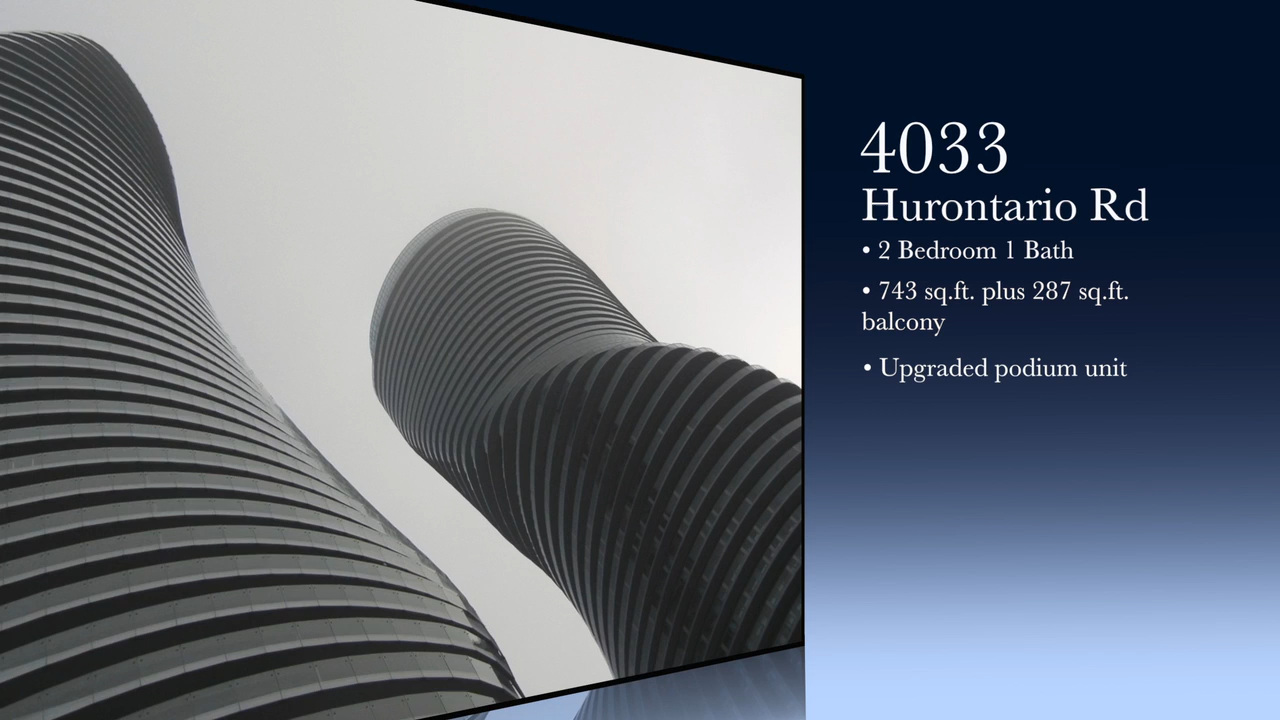 4033
Hurontario Rd
• 2 Bedroom 1 Bath
• 743 sq.ft. plus 287 sq.ft.
balcony
• Upgraded podium unit